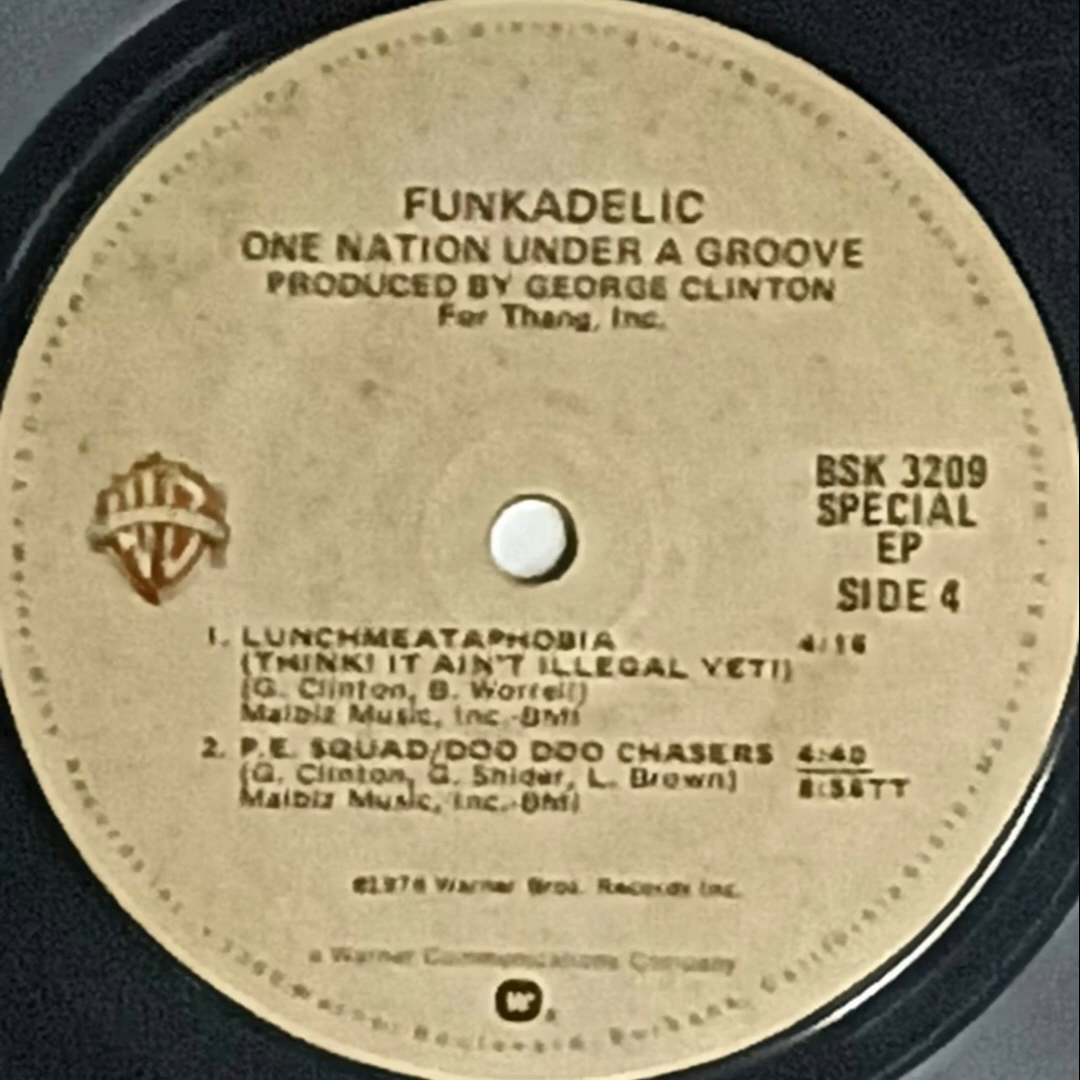 FUNKADELIC
ONE NATION UNDER A GROOVE
PRODUCED BY GEORGE CLINTON
For Thang, Inc.
BSK 3209
SPECIAL
EP
SIDE 4
1. LUNCHMEATAPHOBIA 4:16
(THINK! IT AIN'T ILLEGAL YET!)
(G. Clinton, B. Worrell)
Malbiz Music, Inc.-BMI
2. P.E. SQUAD/DOO DOO CHASERS 4:40
(G. Clinton, G. Shider, L. Brown) 8:56TT
Malbiz Music, Inc.-BMI
©1978 Warner Bros. Records Inc.
a Warner Communications Company